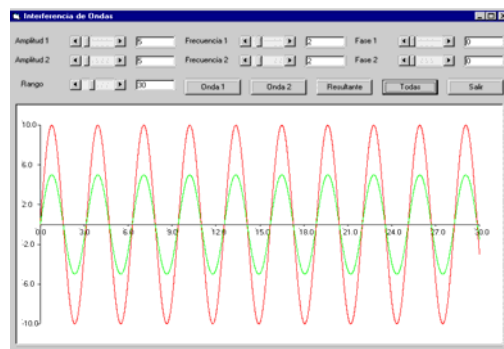 Interferencia de Ondas
Amplitud 1 5 Frecuencia 1 2 Fase 1 0
Amplitud 2 5 Frecuencia 2 2 Fase 2 0
Rango 30 Onda 1 Onda 2 Resultante Todas Salir
10.0
6.0
2.0
0.0 3.0 6.0 9.0 12.0 15.0 18.0 21.0 24.0 27.0 30.0
-2.0
-6.0
-10.0